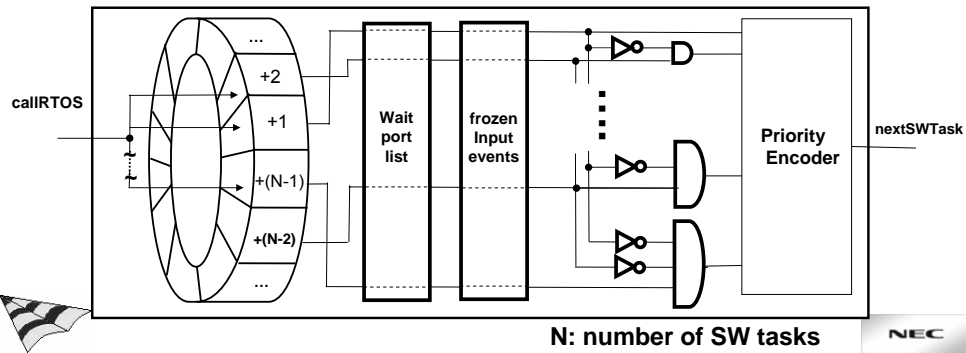 ...
+2
callRTOS
+1
+(N-1)
+(N-2)
...
Wait
port
list
frozen
Input
events
Priority
Encoder
nextSWTask
N: number of SW tasks
NEC